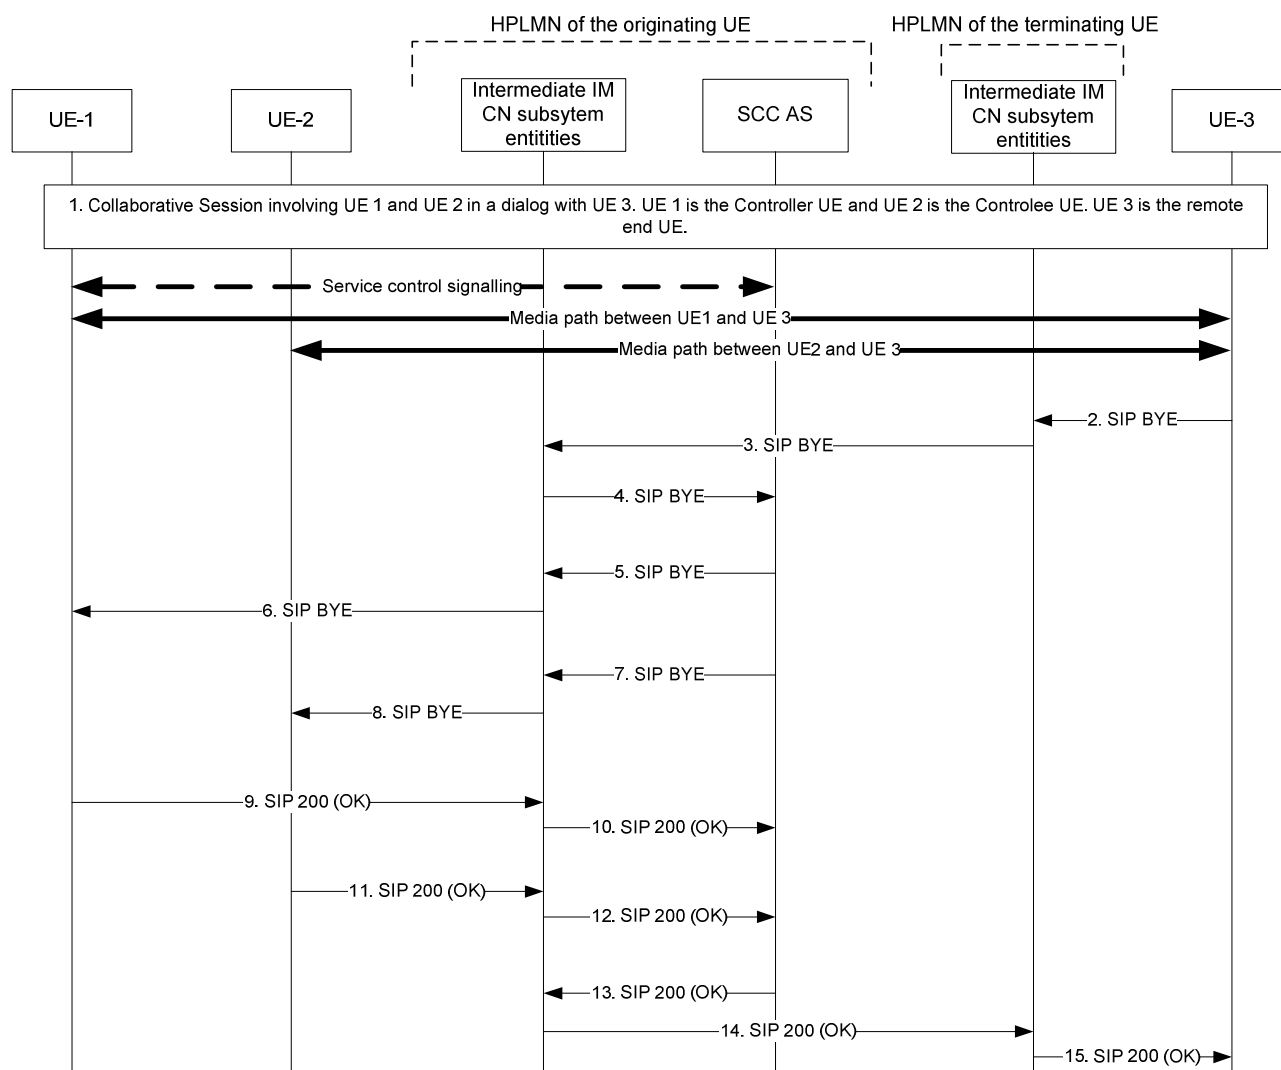 HPLMN of the originating UE
HPLMN of the terminating UE
UE-1
UE-2
Intermediate IM
CN subsytem
entitities
SCC AS
Intermediate IM
CN subsytem
entitities
UE-3
1. Collaborative Session involving UE 1 and UE 2 in a dialog with UE 3. UE 1 is the Controller UE and UE 2 is the Controlee UE. UE 3 is the remote
end UE.
Service control signalling
Media path between UE1 and UE 3
Media path between UE2 and UE 3
2. SIP BYE
3. SIP BYE
4. SIP BYE
5. SIP BYE
6. SIP BYE
7. SIP BYE
8. SIP BYE
9. SIP 200 (OK)
10. SIP 200 (OK)
11. SIP 200 (OK)
12. SIP 200 (OK)
13. SIP 200 (OK)
14. SIP 200 (OK)
15. SIP 200 (OK)